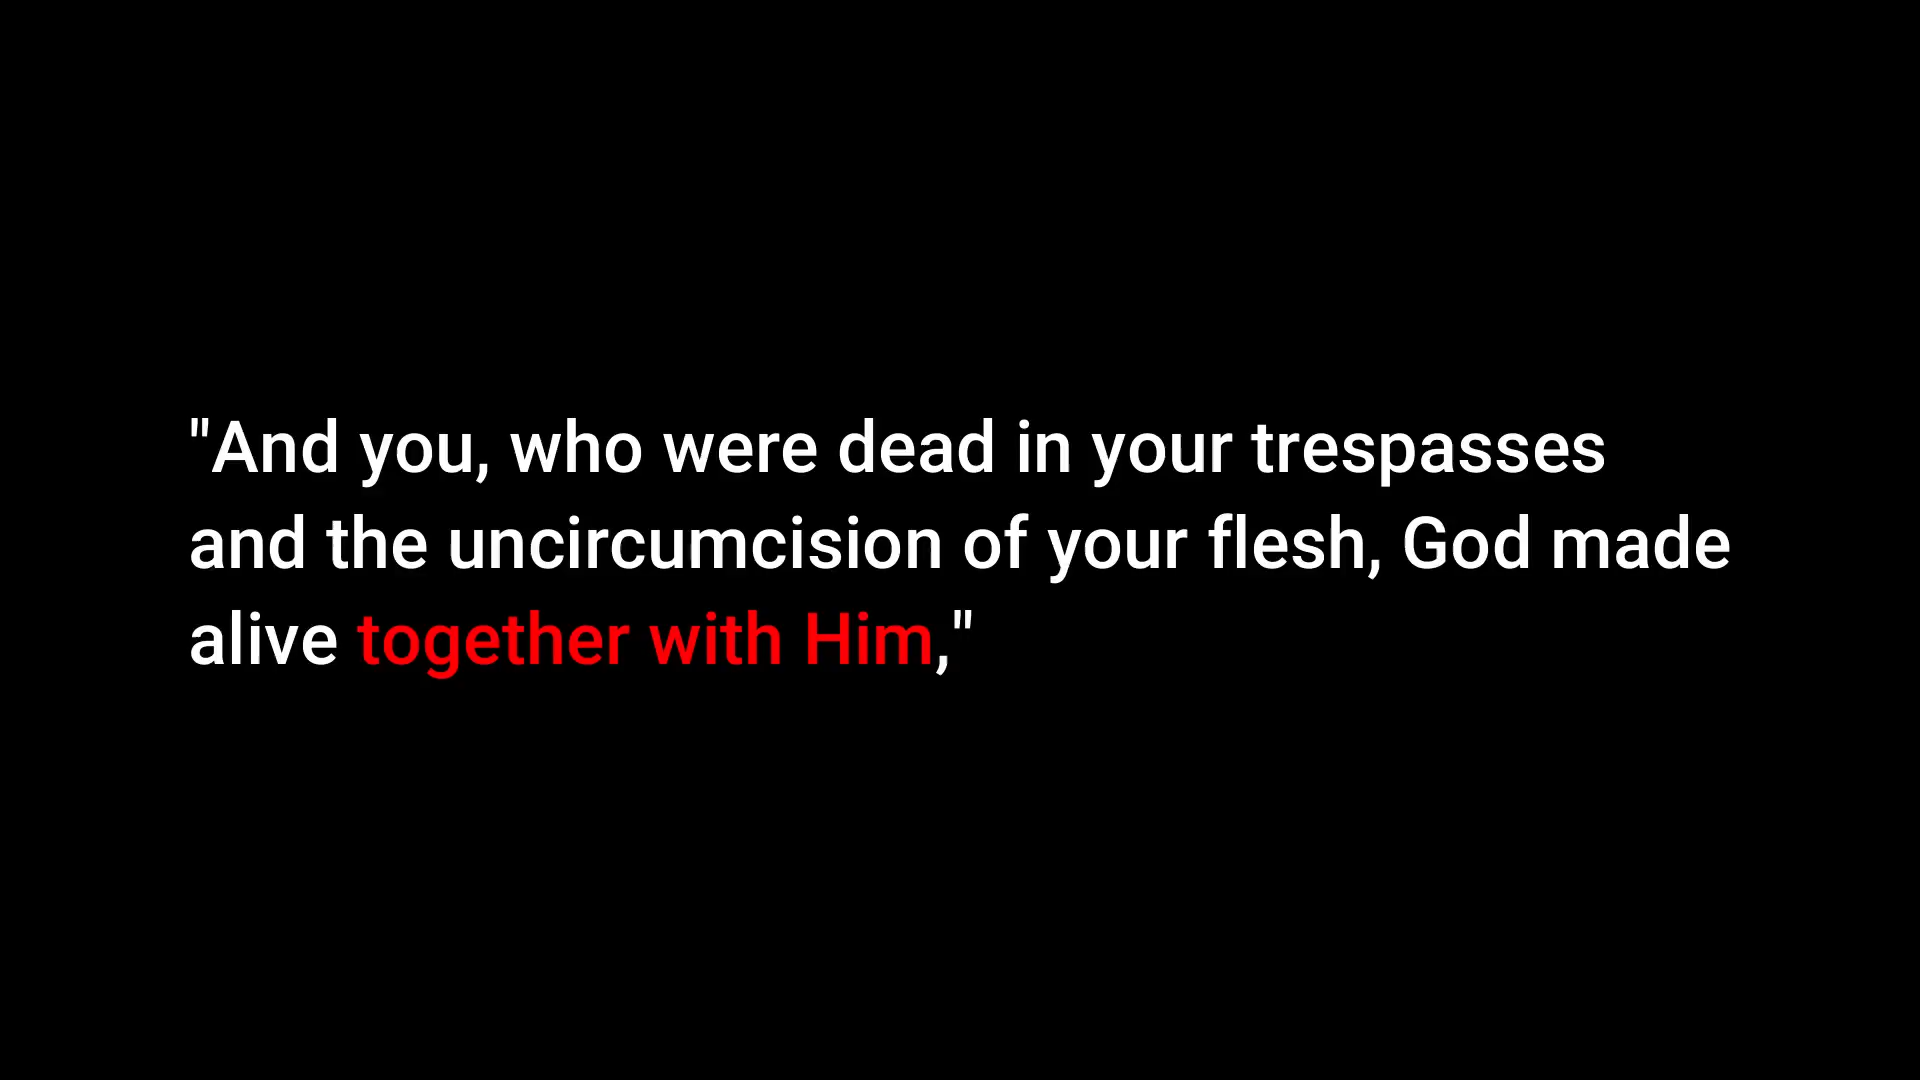 "And you, who were dead in your trespasses
and the uncircumcision of your flesh, God made
alive together with Him,"